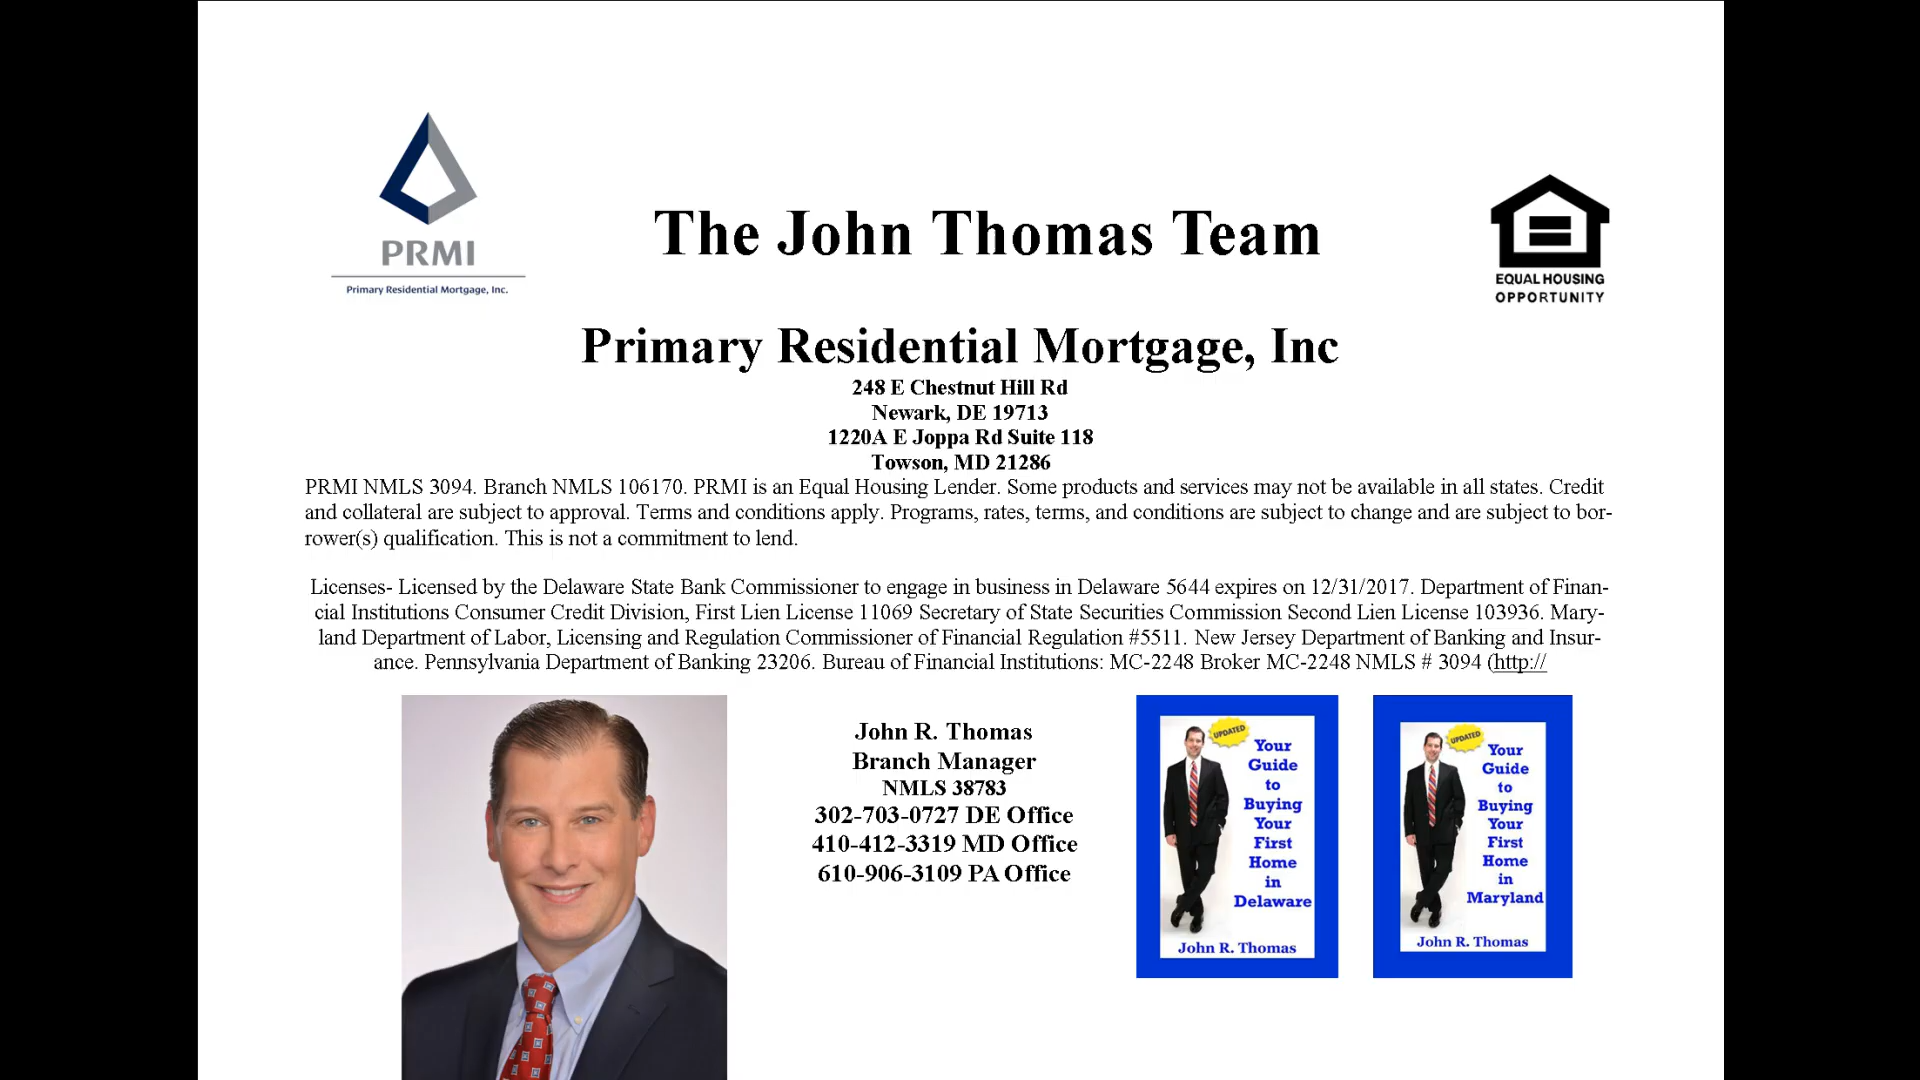 PRMI
Primary Residential Mortgage, Inc.
The John Thomas Team
EQUAL HOUSING
OPPORTUNITY
Primary Residential Mortgage, Inc
248 E Chestnut Hill Rd
Newark, DE 19713
1220A E Joppa Rd Suite 118
Towson, MD 21286
PRMI NMLS 3094. Branch NMLS 106170. PRMI is an Equal Housing Lender. Some products and services may not be available in all states. Credit
and collateral are subject to approval. Terms and conditions apply. Programs, rates, terms, and conditions are subject to change and are subject to bor-
rower(s) qualification. This is not a commitment to lend.
Licenses- Licensed by the Delaware State Bank Commissioner to engage in business in Delaware 5644 expires on 12/31/2017. Department of Finan-
cial Institutions Consumer Credit Division, First Lien License 11069 Secretary of State Securities Commission Second Lien License 103936. Mary-
land Department of Labor, Licensing and Regulation Commissioner of Financial Regulation #5511. New Jersey Department of Banking and Insur-
ance. Pennsylvania Department of Banking 23206. Bureau of Financial Institutions: MC-2248 Broker MC-2248 NMLS # 3094 (http://
John R. Thomas
Branch Manager
NMLS 38783
302-703-0727 DE Office
410-412-3319 MD Office
610-906-3109 PA Office
UPDATED
Your
Guide
to
Buying
Your
First
Home
in
Delaware
John R. Thomas
UPDATED
Your
Guide
to
Buying
Your
First
Home
in
Maryland
John R. Thomas